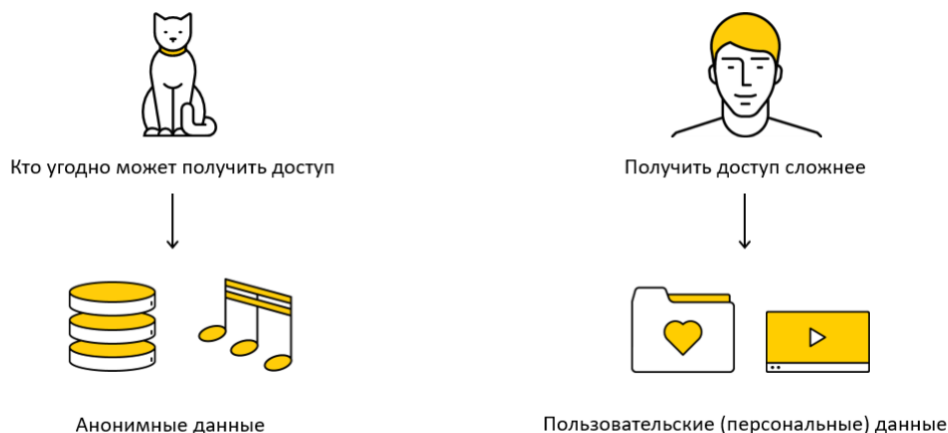 Кто угодно может получить доступ
Получить доступ сложнее
Анонимные данные
Пользовательские (персональные) данные